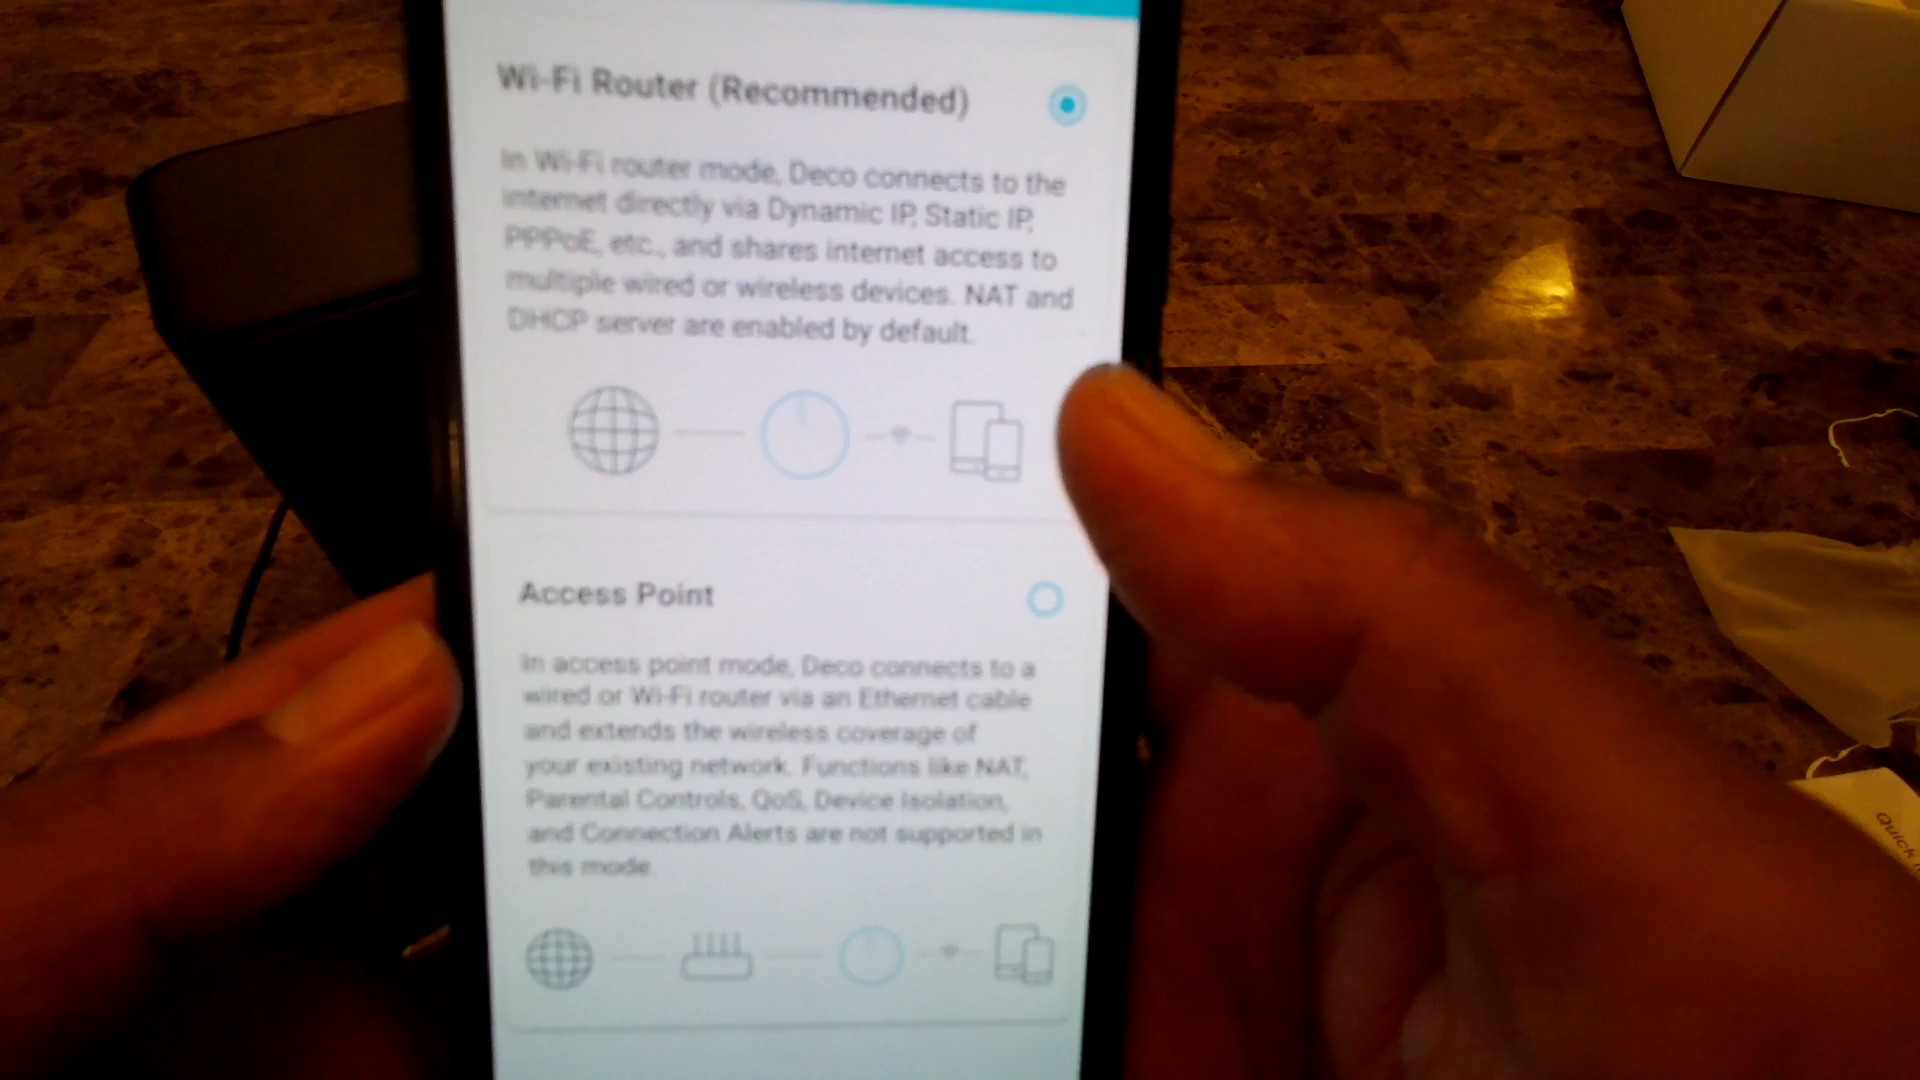 Wi-Fi Router (Recommended)
In Wi-Fi router mode, Deco connects to the
internet directly via Dynamic IP, Static IP,
PPPoE, etc., and shares internet access to
multiple wired or wireless devices. NAT and
DHCP server are enabled by default.
Access Point
In access point mode, Deco connects to a
wired or Wi-Fi router via an Ethernet cable
and extends the wireless coverage of
your existing network. Functions like NAT,
Parental Controls, QoS, Device Isolation,
and Connection Alerts are not supported in
this mode.
Quick